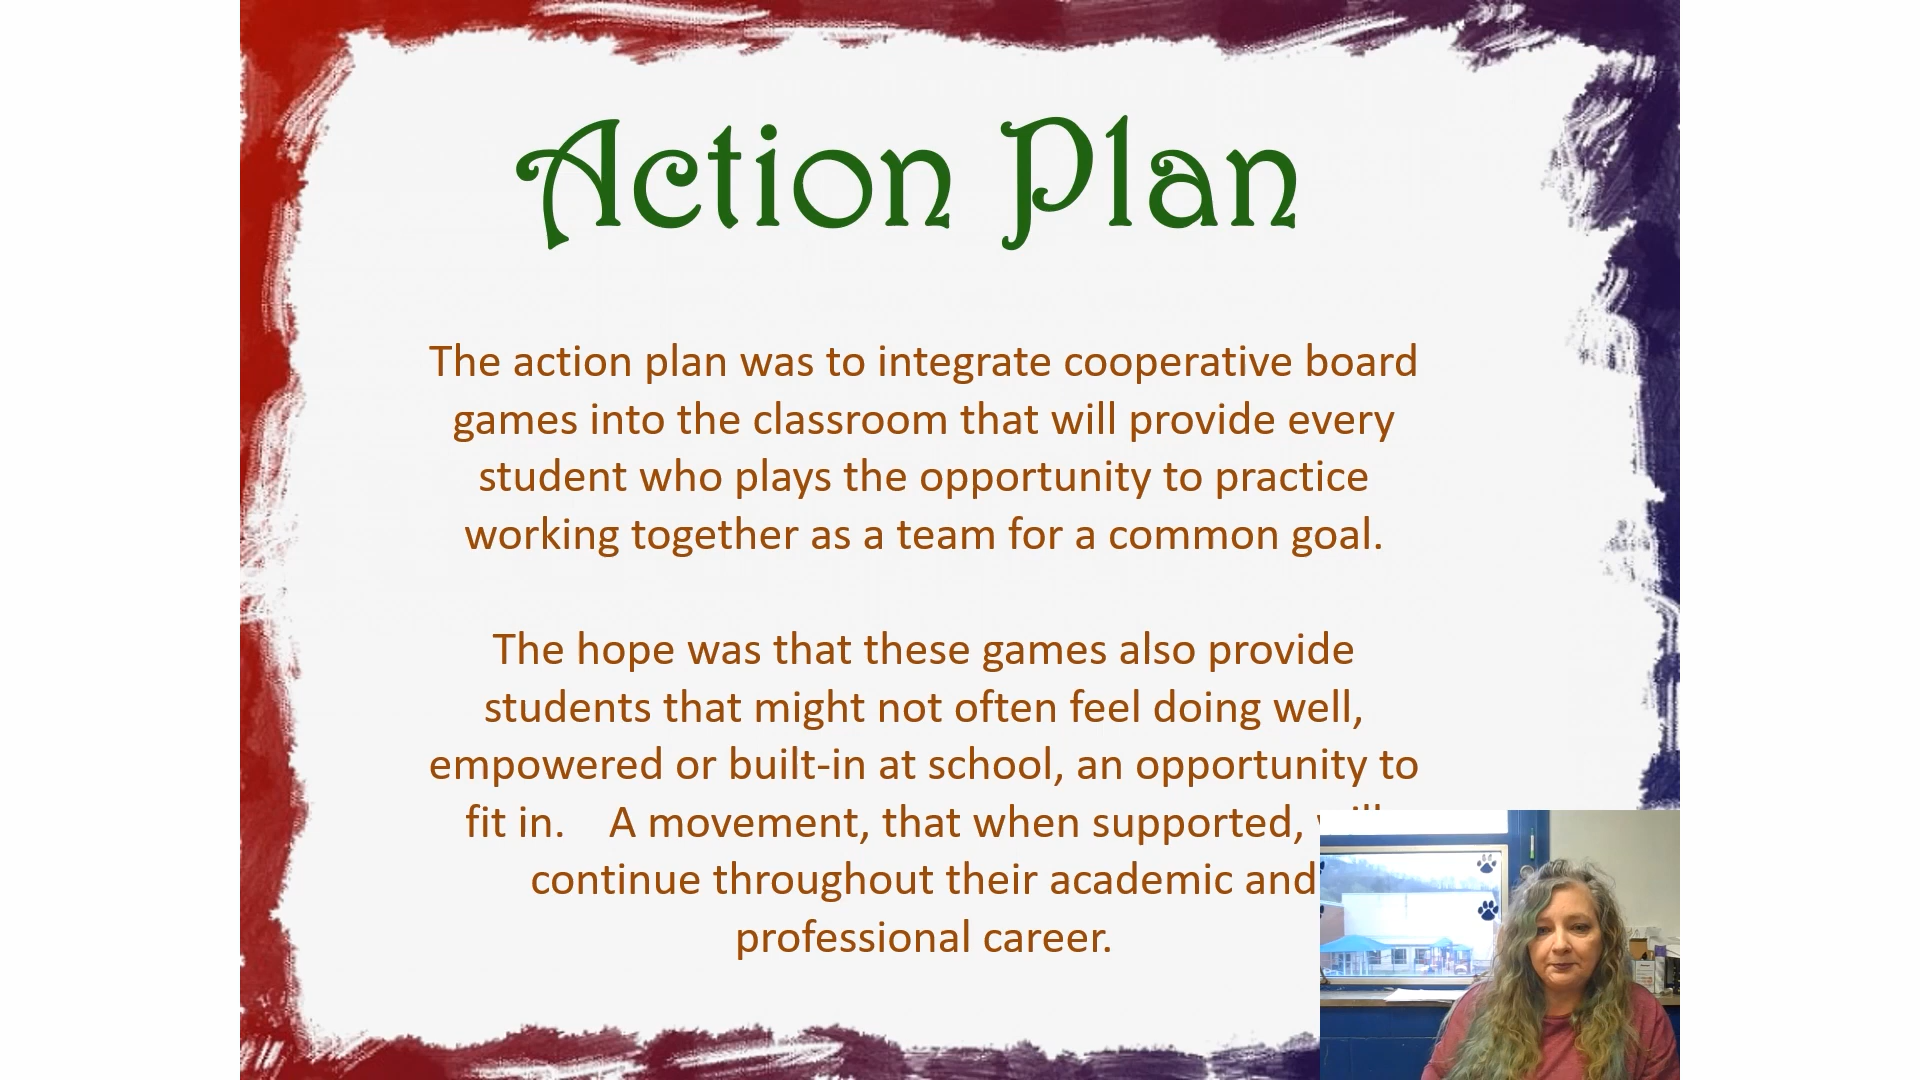 Action Plan
The action plan was to integrate cooperative board
games into the classroom that will provide every
student who plays the opportunity to practice
working together as a team for a common goal.
The hope was that these games also provide
students that might not often feel doing well,
empowered or built-in at school, an opportunity to
fit in.    A movement, that when supported, will
continue throughout their academic and
professional career.